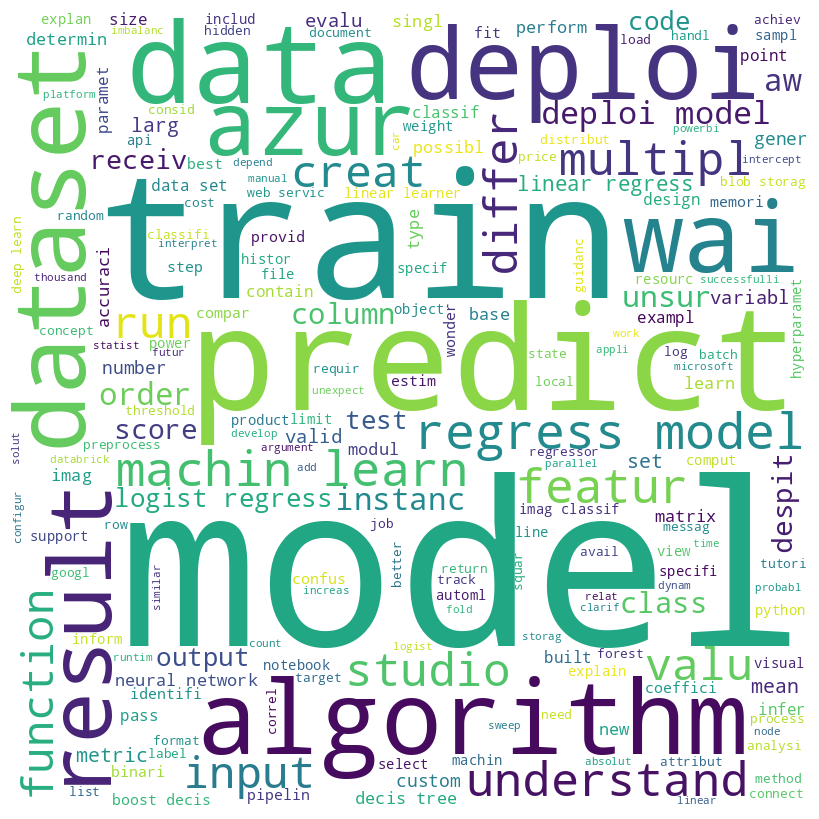 explan
size
includ
evalu
singl
code
achiev
imbalanc
hidden
document
fit
perform
handl
sampl
determin
data
deploi
load
point
platform
paramet
azur
consid
classif
deploi model
aw
dataset
larg
weight
car
possibl
distribut
powerbi
gener
api
receiv
best
depend
creat
differ
multipl
price
intercept
data set
manual
web servic
linear learner
linear regress
blob storag
random
cost
train
design
memori
wai
deep learn
classifi
interpret
provid
type
guidanc
step
histor
specif
resourc
successfulli
thousand
accuraci
file
contain
object
unsur
variabl
run
compar
column
base
wonder
exampl
hyperparamet
concept
power
statist
futur
requir
predict
state
appli
work
log
batch
microsoft
number
estim
local
learn
unexpect
order
threshold
product
limit
test
regress model
develop
score
valid
argument
modul
preprocess
solut
databrick
add
regressor
parallel
set
comput
imag
machin learn
featur
despit
configur
result
logist regress
instanc
imag classif
matrix
messag
row
job
line
support
avail
view
time
tutori
googl
model
confus
return
squar
specifi
increas
better
track
automl
relat
dynam
probabl
similar
fold
clarif
class
python
function
inform
count
logist
storag
runtim
output
notebook
built
forest
studio
valu
visual
neural network
target
explain
identifi
correl
coeffici
mean
algorithm
pass
sweep
need
new
infer
process
metric
format
label
node
binari
input
select
machin
absolut
attribut
analysi
understand
list
boost decis
pipelin
custom
decis tree
linear
method
connect